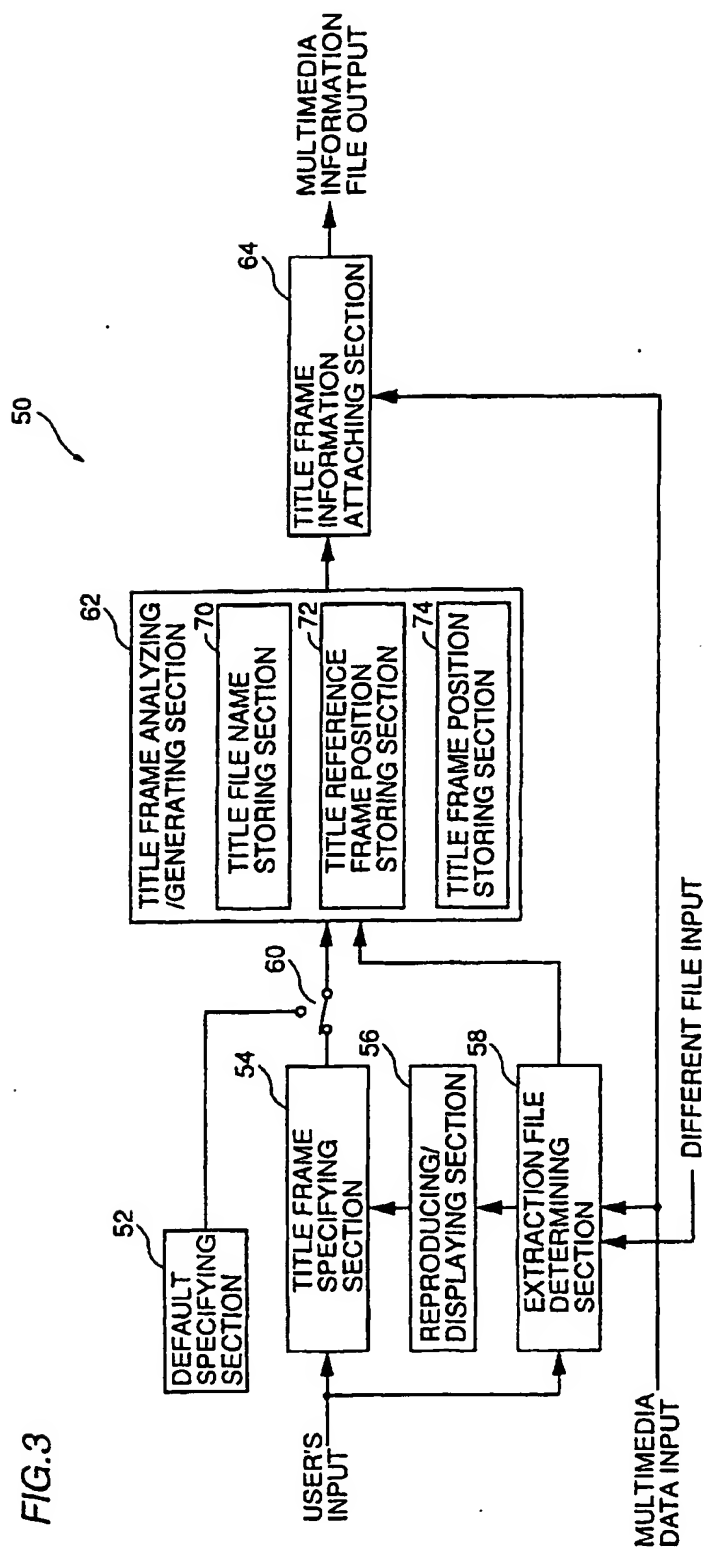 FIG.3
50
USER'S
INPUT
MULTIMEDIA
DATA INPUT
DIFFERENT FILE INPUT
52
DEFAULT
SPECIFYING
SECTION
54
TITLE FRAME
SPECIFYING
SECTION
56
REPRODUCING/
DISPLAYING SECTION
58
EXTRACTION FILE
DETERMINING
SECTION
60
62
TITLE FRAME ANALYZING
/GENERATING SECTION
70
TITLE FILE NAME
STORING SECTION
72
TITLE REFERENCE
FRAME POSITION
STORING SECTION
74
TITLE FRAME POSITION
STORING SECTION
64
TITLE FRAME
INFORMATION
ATTACHING SECTION
MULTIMEDIA
INFORMATION
FILE OUTPUT